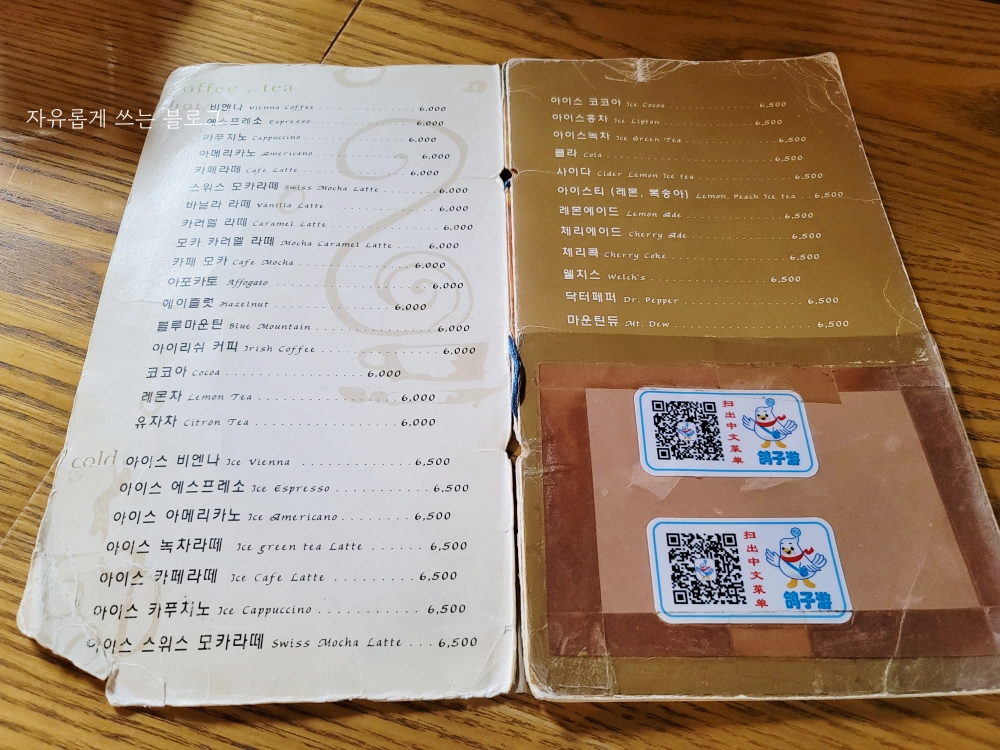 자유롭게 쓰는 블로그
coffee . tea
hot 비엔나 Vienna Coffee 6,000
에스프레소 Espresso 6,000
카푸치노 Cappuccino 6,000
아메리카노 Americano 6,000
카페라떼 Cafe Latte 6,000
스위스 모카라떼 Swiss Mocha Latte 6,000
바닐라 라떼 Vanilla Latte 6,000
카러멜 라떼 Caramel Latte 6,000
모카 카러멜 라떼 Mocha Caramel Latte 6,000
카페 모카 Cafe Mocha 6,000
아포카토 Affogato 6,000
헤이즐럿 Hazelnut 6,000
블루마운틴 Blue Mountain 6,000
아이리쉬 커피 Irish Coffee 6,000
코코아 Cocoa 6,000
레몬차 Lemon Tea 6,000
유자차 Citron Tea 6,000
cold 아이스 비엔나 Ice Vienna 6,500
아이스 에스프레소 Ice Espresso 6,500
아이스 아메리카노 Ice Americano 6,500
아이스 녹차라떼 Ice green tea Latte 6,500
아이스 카페라떼 Ice Cafe Latte 6,500
아이스 카푸치노 Ice Cappuccino 6,500
아이스 스위스 모카라떼 Swiss Mocha Latte 6,500
아이스 코코아 Ice Cocoa 6,500
아이스홍차 Ice Lipton 6,500
아이스녹차 Ice Green Tea 6,500
콜라 Cola 6,500
사이다 Cider Lemon Ice tea 6,500
아이스티 (레몬, 복숭아) Lemon, Peach Ice tea 6,500
레몬에이드 Lemon Ade 6,500
체리에이드 Cherry Ade 6,500
체리콕 Cherry Coke 6,500
웰치스 Welch's 6,500
닥터페퍼 Dr. Pepper 6,500
마운틴듀 Mt. Dew 6,500
扫出中文菜单
鸽子游
扫出中文菜单
鸽子游